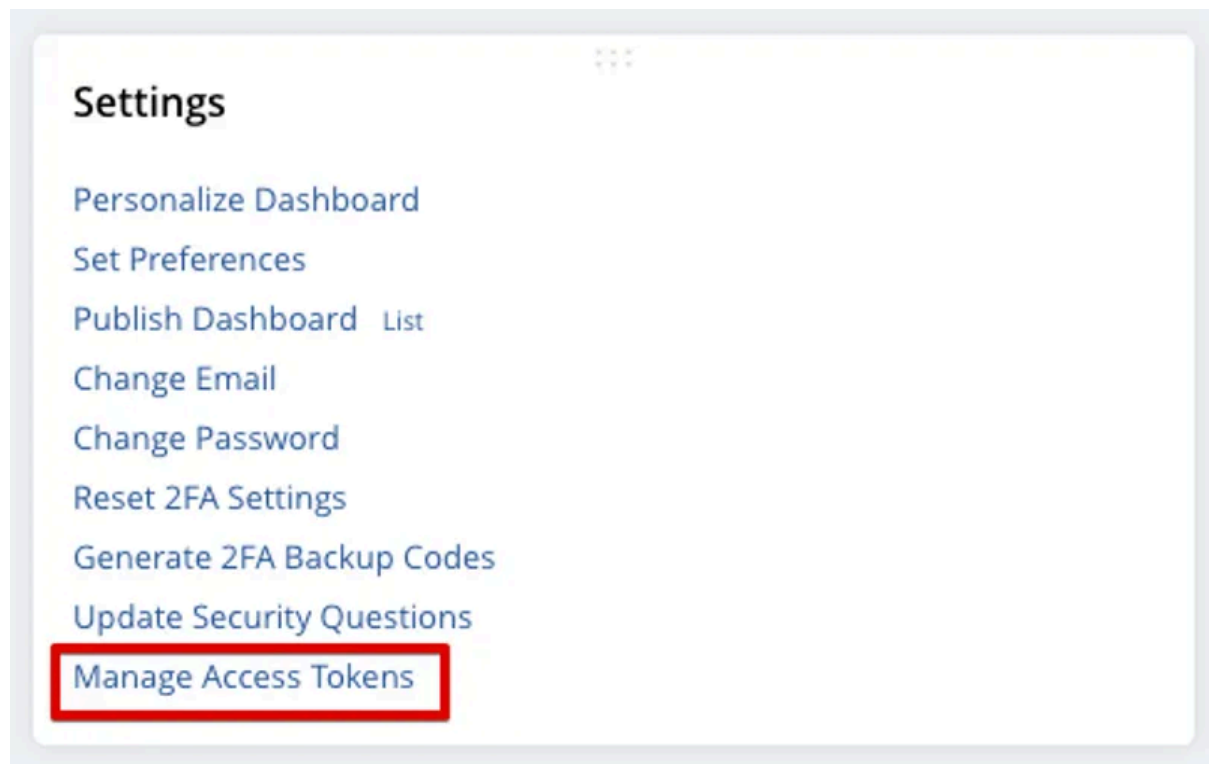 Settings
Personalize Dashboard
Set Preferences
Publish Dashboard List
Change Email
Change Password
Reset 2FA Settings
Generate 2FA Backup Codes
Update Security Questions
Manage Access Tokens